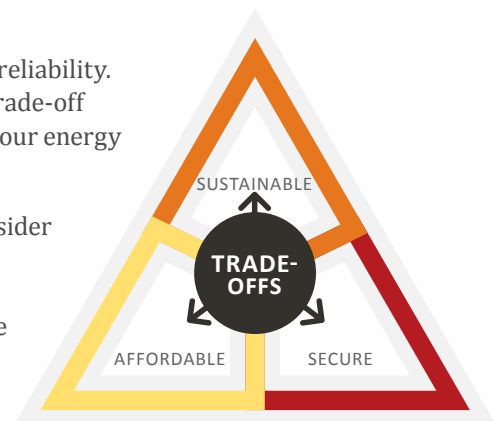 reliability.
rade-off
our energy
sider
e
SUSTAINABLE
TRADE-
OFFS
AFFORDABLE
SECURE